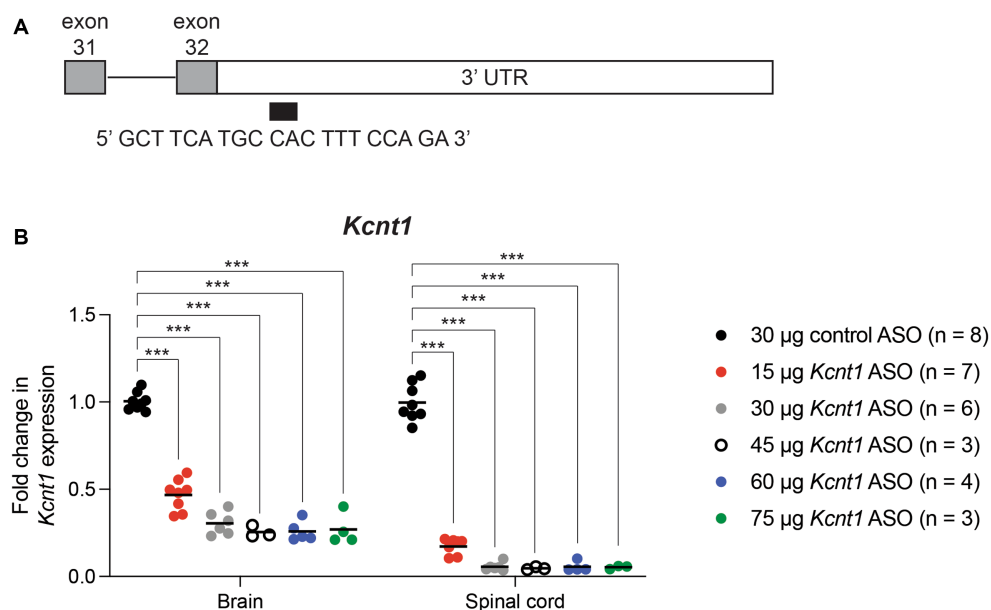 A
exon
31
exon
32
3’ UTR
5’ GCT TCA TGC CAC TTT CCA GA 3’
B
Kcnt1
Fold change in
Kcnt1 expression
1.5
1.0
0.5
0.0
***
***
***
***
***
***
***
***
***
***
Brain
Spinal cord
30 µg control ASO (n = 8)
15 µg Kcnt1 ASO (n = 7)
30 µg Kcnt1 ASO (n = 6)
45 µg Kcnt1 ASO (n = 3)
60 µg Kcnt1 ASO (n = 4)
75 µg Kcnt1 ASO (n = 3)